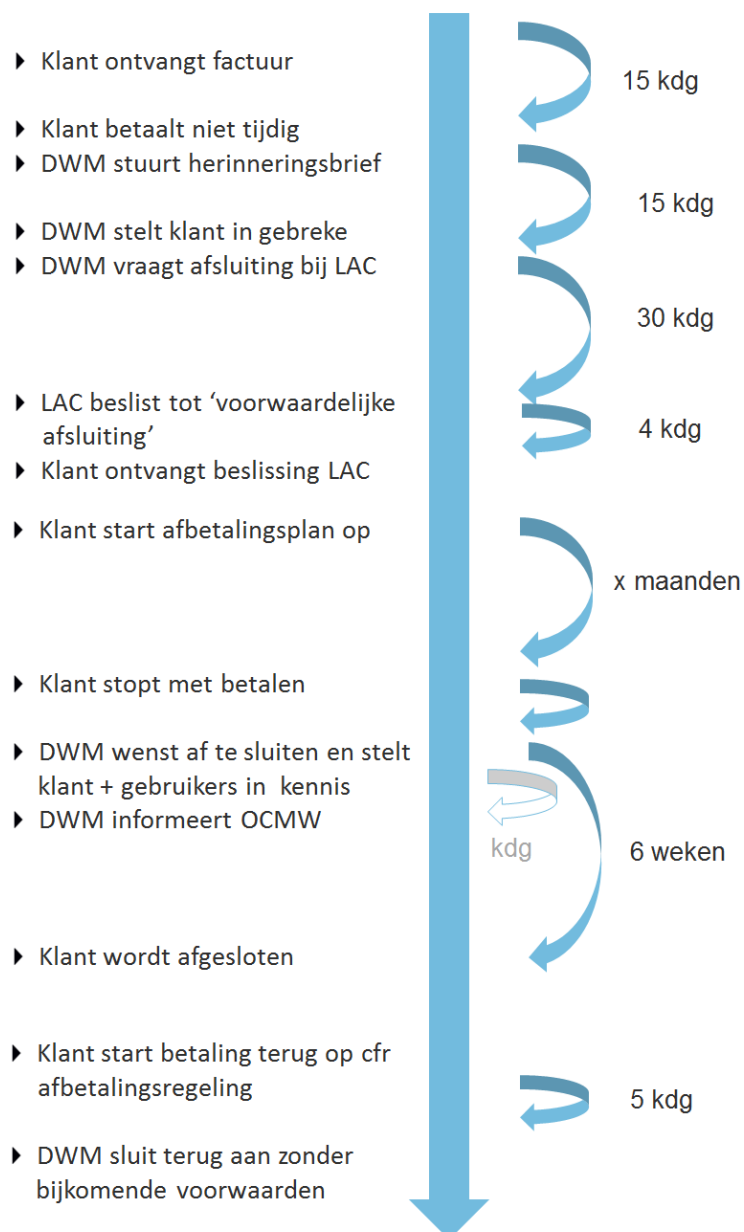 Klant ontvangt factuur
15 kdg
Klant betaalt niet tijdig
DWM stuurt herinneringsbrief
15 kdg
DWM stelt klant in gebreke
DWM vraagt afsluiting bij LAC
30 kdg
LAC beslist tot ‘voorwaardelijke
afsluiting’
4 kdg
Klant ontvangt beslissing LAC
Klant start afbetalingsplan op
x maanden
Klant stopt met betalen
DWM wenst af te sluiten en stelt
klant + gebruikers in kennis
DWM informeert OCMW
kdg
6 weken
Klant wordt afgesloten
Klant start betaling terug op cfr
afbetalingsregeling
5 kdg
DWM sluit terug aan zonder
bijkomende voorwaarden